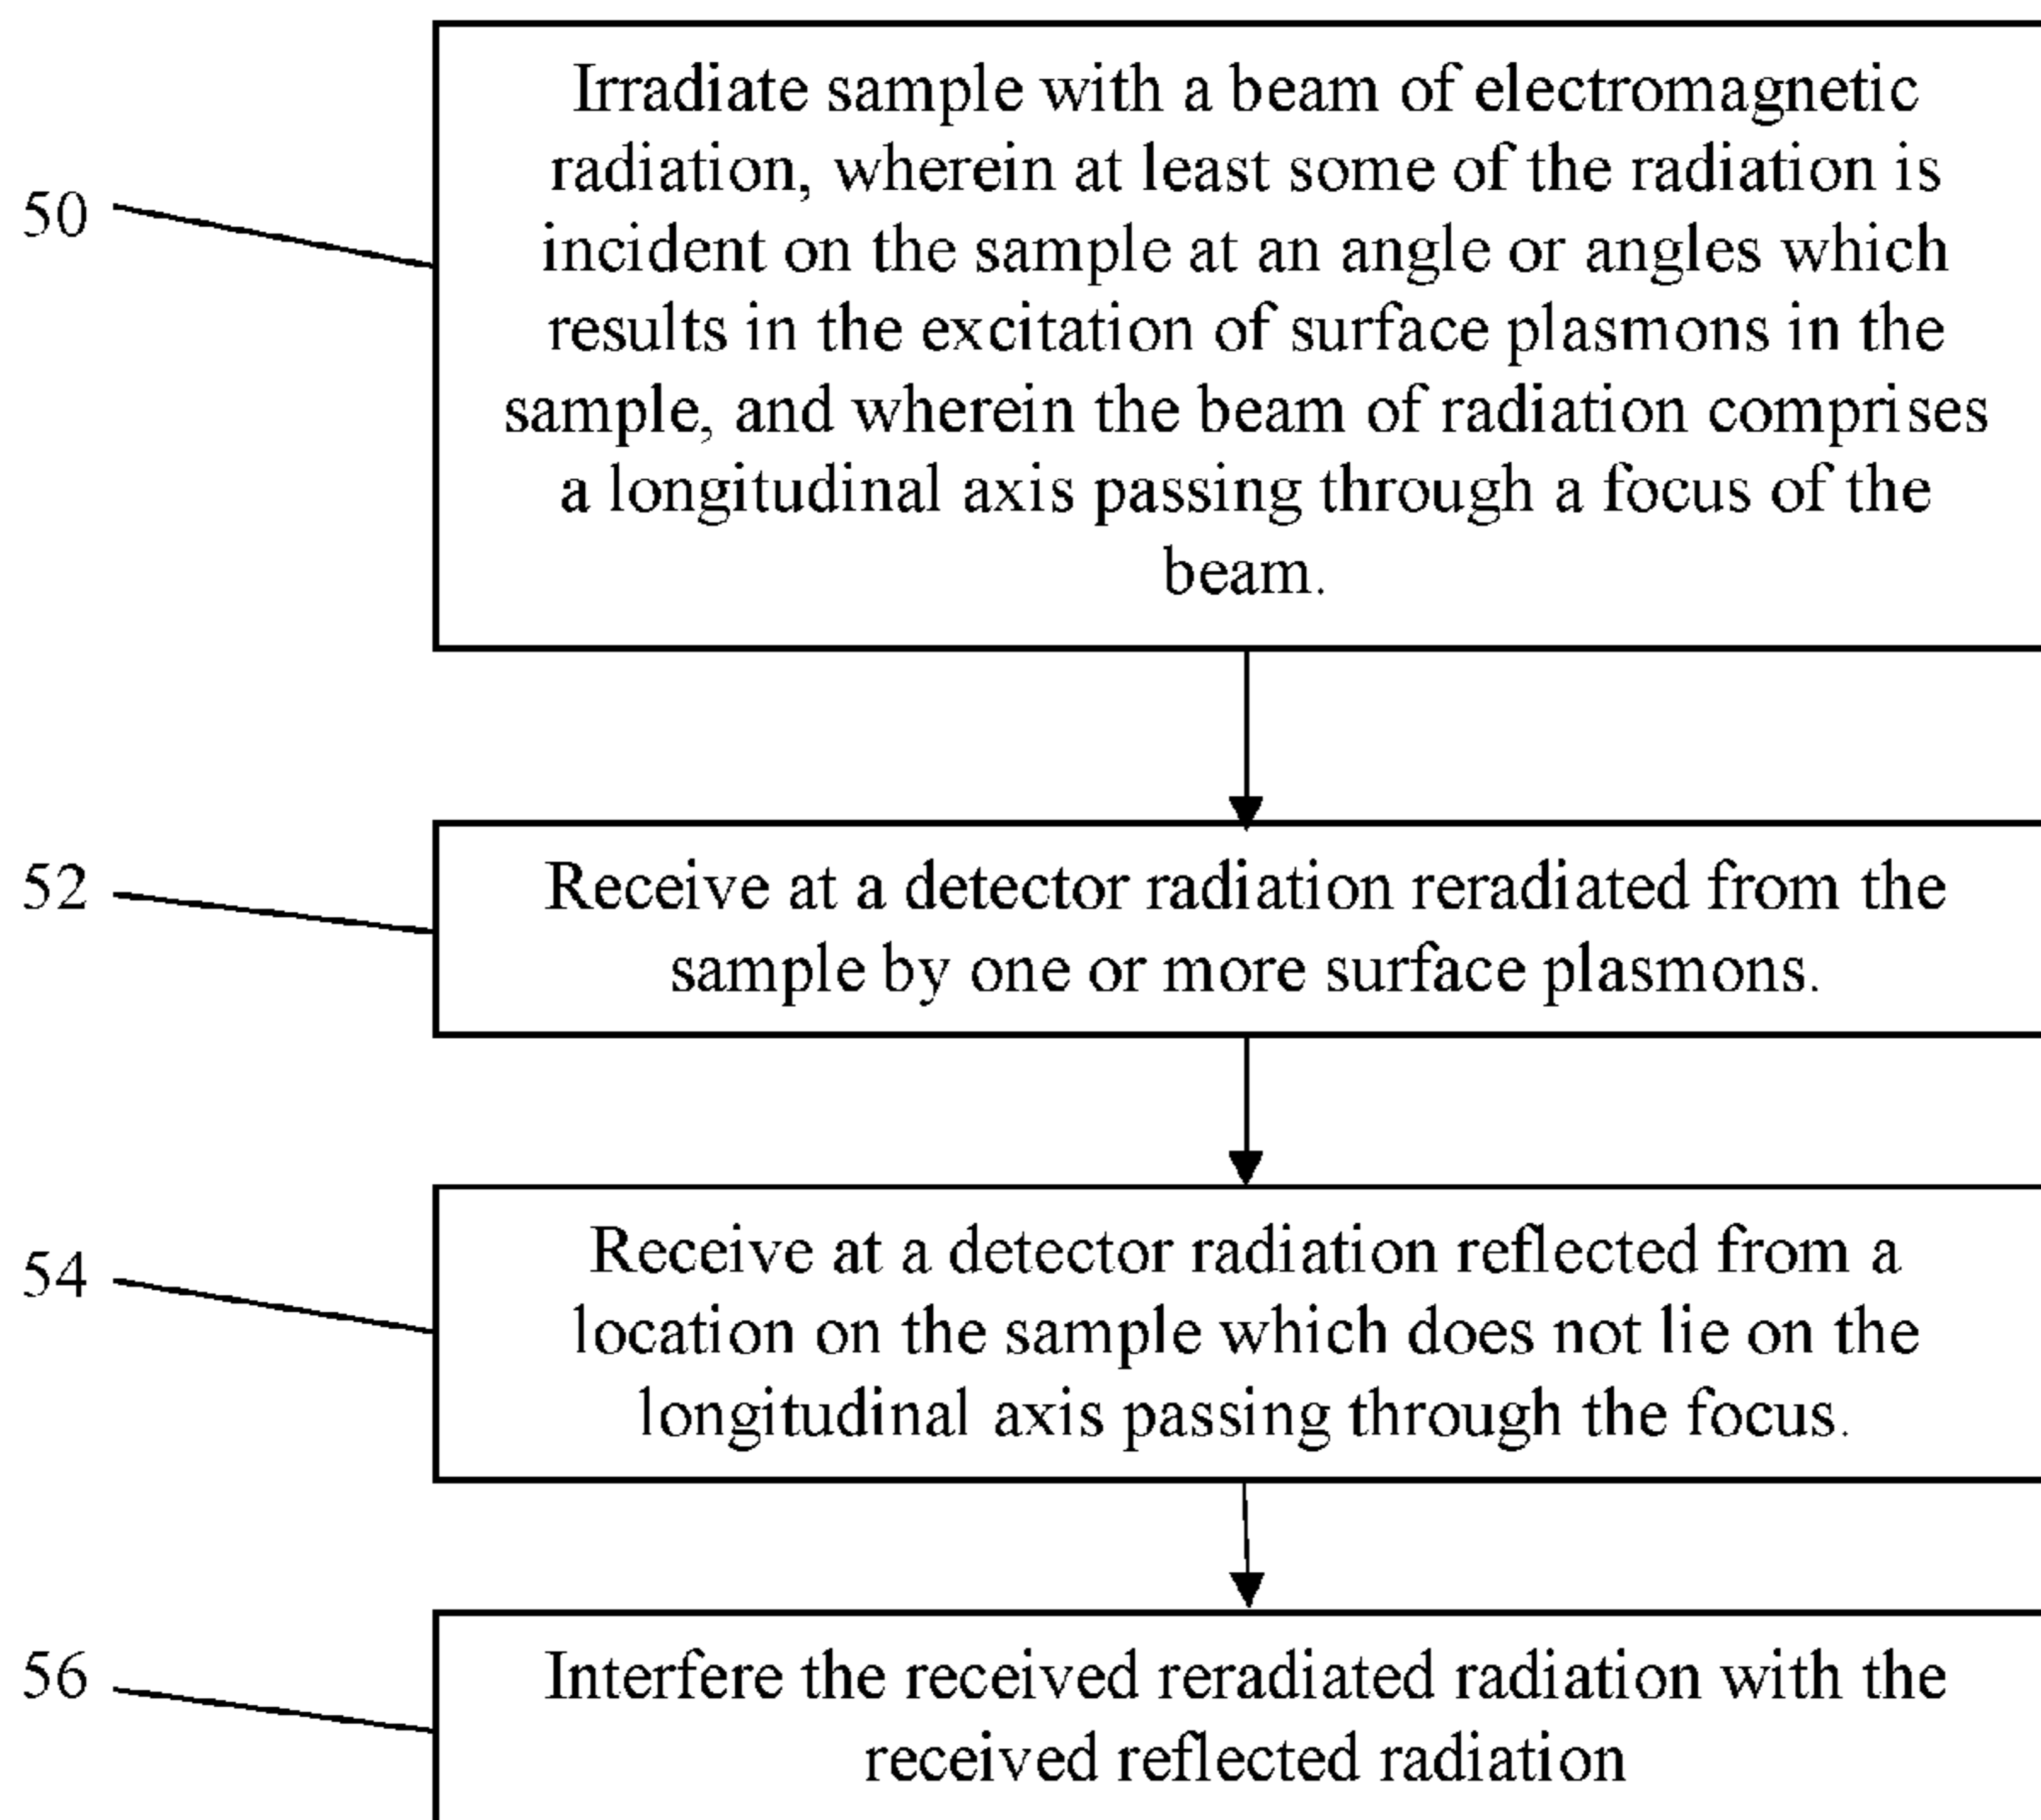 50
Irradiate sample with a beam of electromagnetic
radiation, wherein at least some of the radiation is
incident on the sample at an angle or angles which
results in the excitation of surface plasmons in the
sample, and wherein the beam of radiation comprises
a longitudinal axis passing through a focus of the
beam.
52
Receive at a detector radiation reradiated from the
sample by one or more surface plasmons.
54
Receive at a detector radiation reflected from a
location on the sample which does not lie on the
longitudinal axis passing through the focus.
56
Interfere the received reradiated radiation with the
received reflected radiation